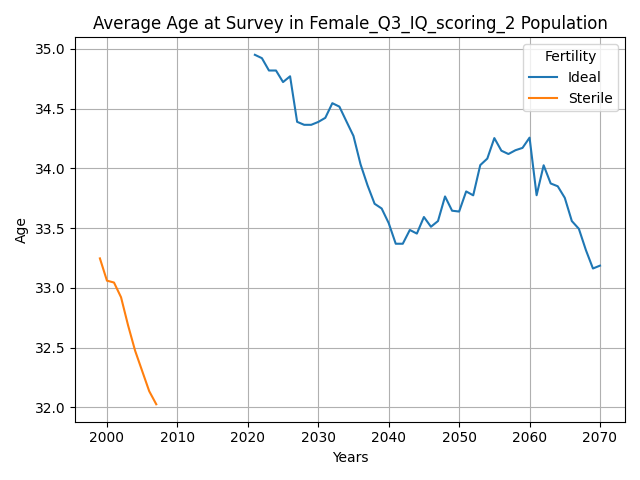 Average Age at Survey in Female_Q3_IQ_scoring_2 Population
35.0
34.5
34.0
33.5
33.0
32.5
32.0
Age
Fertility
Ideal
Sterile
2000 2010 2020 2030 2040 2050 2060 2070
Years